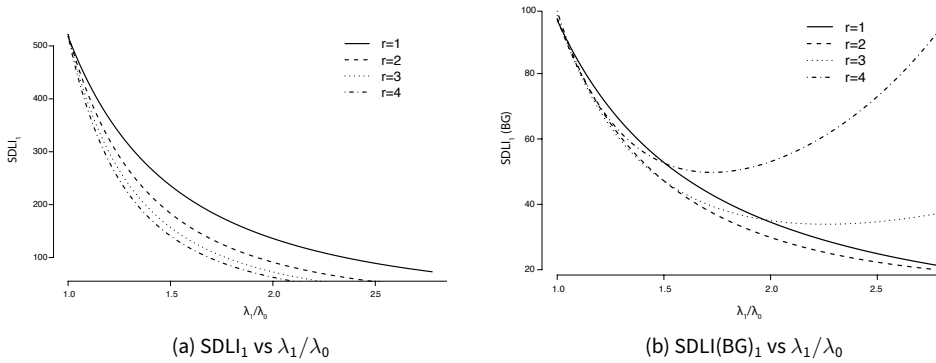 500
400
300
200
100
SDLI₁
1.0
1.5
2.0
2.5
λ₁/λ₀
r=1
r=2
r=3
r=4
(a) SDLI₁ vs λ₁/λ₀
100
80
60
40
20
SDLI₁ (BG)
1.0
1.5
2.0
2.5
λ₁/λ₀
r=1
r=2
r=3
r=4
(b) SDLI(BG)₁ vs λ₁/λ₀